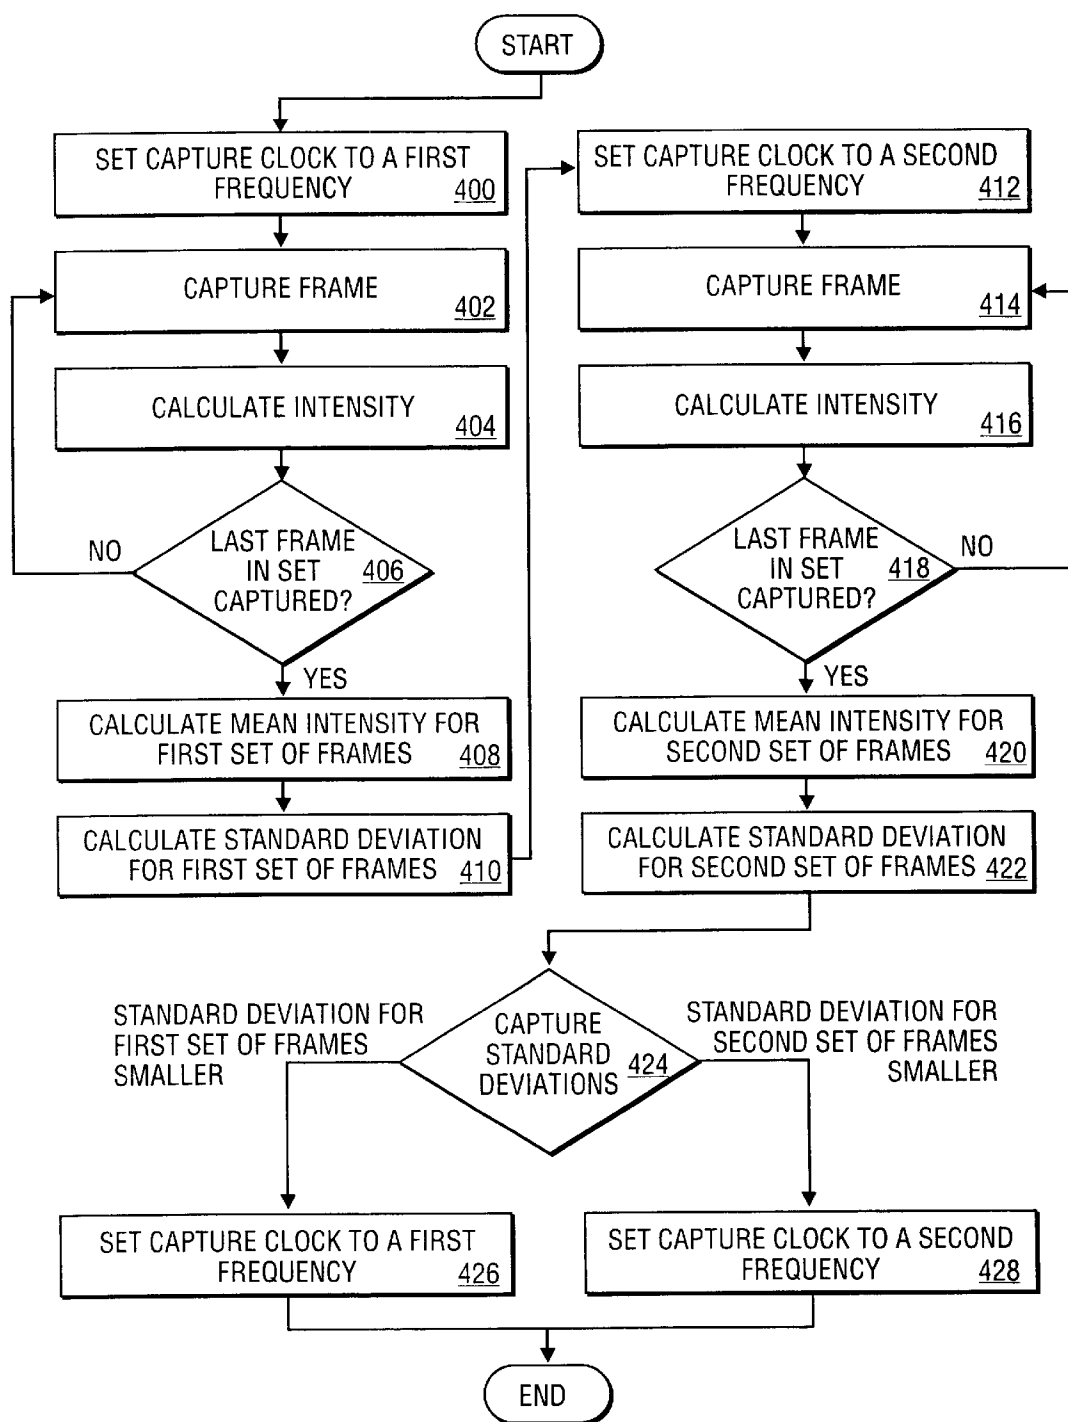 START
SET CAPTURE CLOCK TO A FIRST
FREQUENCY
400
CAPTURE FRAME
402
CALCULATE INTENSITY
404
LAST FRAME
IN SET
CAPTURED?
406
NO
YES
CALCULATE MEAN INTENSITY FOR
FIRST SET OF FRAMES
408
CALCULATE STANDARD DEVIATION
FOR FIRST SET OF FRAMES
410
SET CAPTURE CLOCK TO A SECOND
FREQUENCY
412
CAPTURE FRAME
414
CALCULATE INTENSITY
416
LAST FRAME
IN SET
CAPTURED?
418
NO
YES
CALCULATE MEAN INTENSITY FOR
SECOND SET OF FRAMES
420
CALCULATE STANDARD DEVIATION
FOR SECOND SET OF FRAMES
422
STANDARD DEVIATION FOR
FIRST SET OF FRAMES
SMALLER
CAPTURE
STANDARD
DEVIATIONS
424
STANDARD DEVIATION FOR
SECOND SET OF FRAMES
SMALLER
SET CAPTURE CLOCK TO A FIRST
FREQUENCY
426
SET CAPTURE CLOCK TO A SECOND
FREQUENCY
428
END